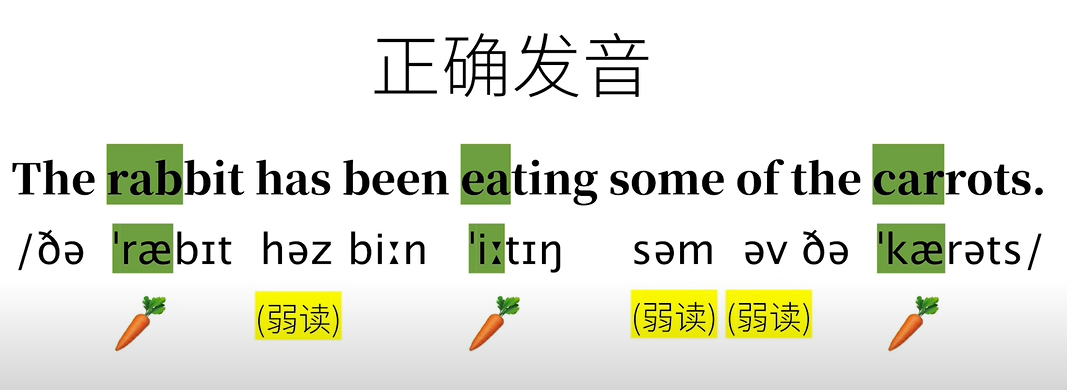 正确发音
The rabbit has been eating some of the carrots.
/ðə ˈræbɪt həz biːn ˈiːtɪŋ səm əv ðə ˈkærəts/
(弱读) (弱读) (弱读)